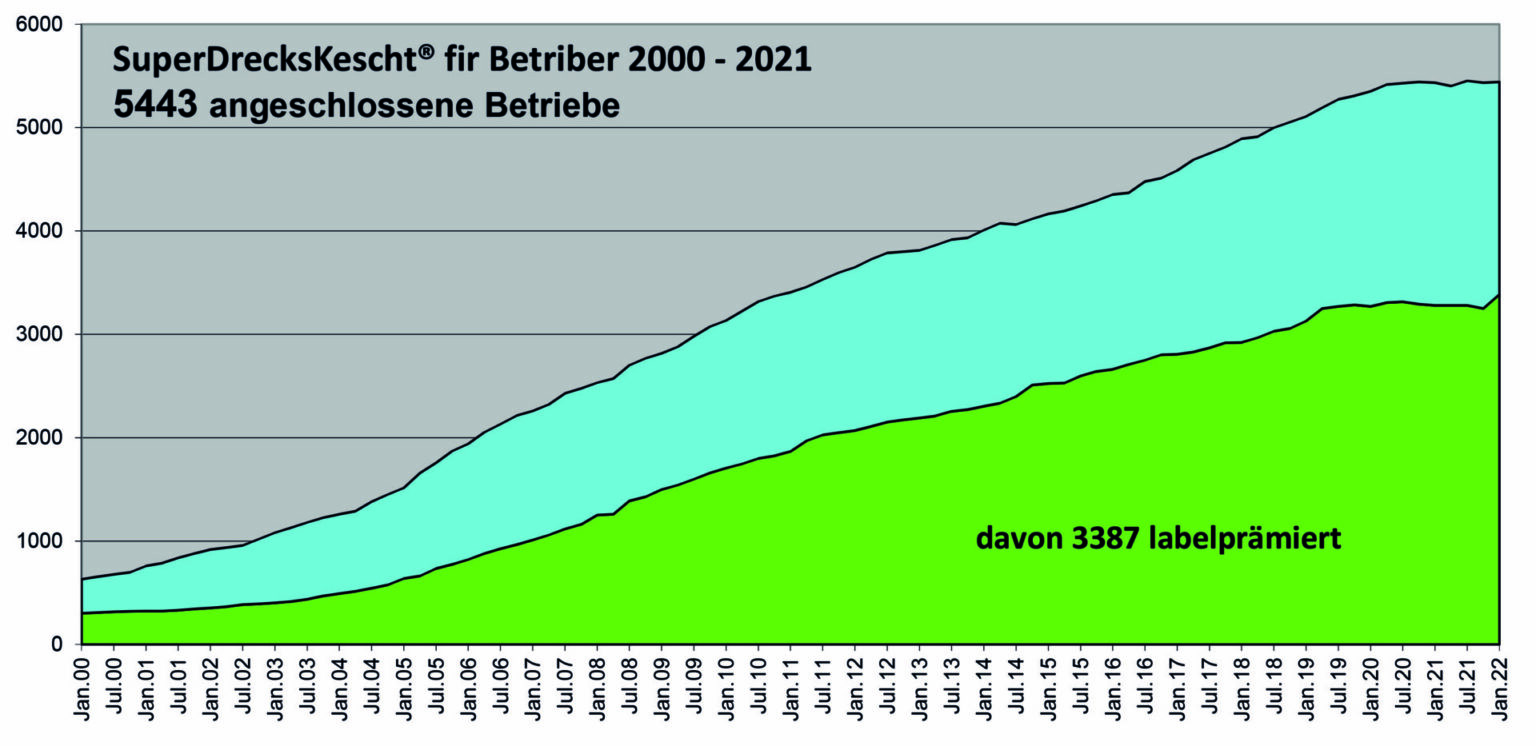 SuperDrecksKescht® fir Betriber 2000 - 2021
5443 angeschlossene Betriebe
6000
5000
4000
3000
2000
1000
0
davon 3387 labelprämiert
Jan.00
Jul.00
Jan.01
Jul.01
Jan.02
Jul.02
Jan.03
Jul.03
Jan.04
Jul.04
Jan.05
Jul.05
Jan.06
Jul.06
Jan.07
Jul.07
Jan.08
Jul.08
Jan.09
Jul.09
Jan.10
Jul.10
Jan.11
Jul.11
Jan.12
Jul.12
Jan.13
Jul.13
Jan.14
Jul.14
Jan.15
Jul.15
Jan.16
Jul.16
Jan.17
Jul.17
Jan.18
Jul.18
Jan.19
Jul.19
Jan.20
Jul.20
Jan.21
Jul.21
Jan.22